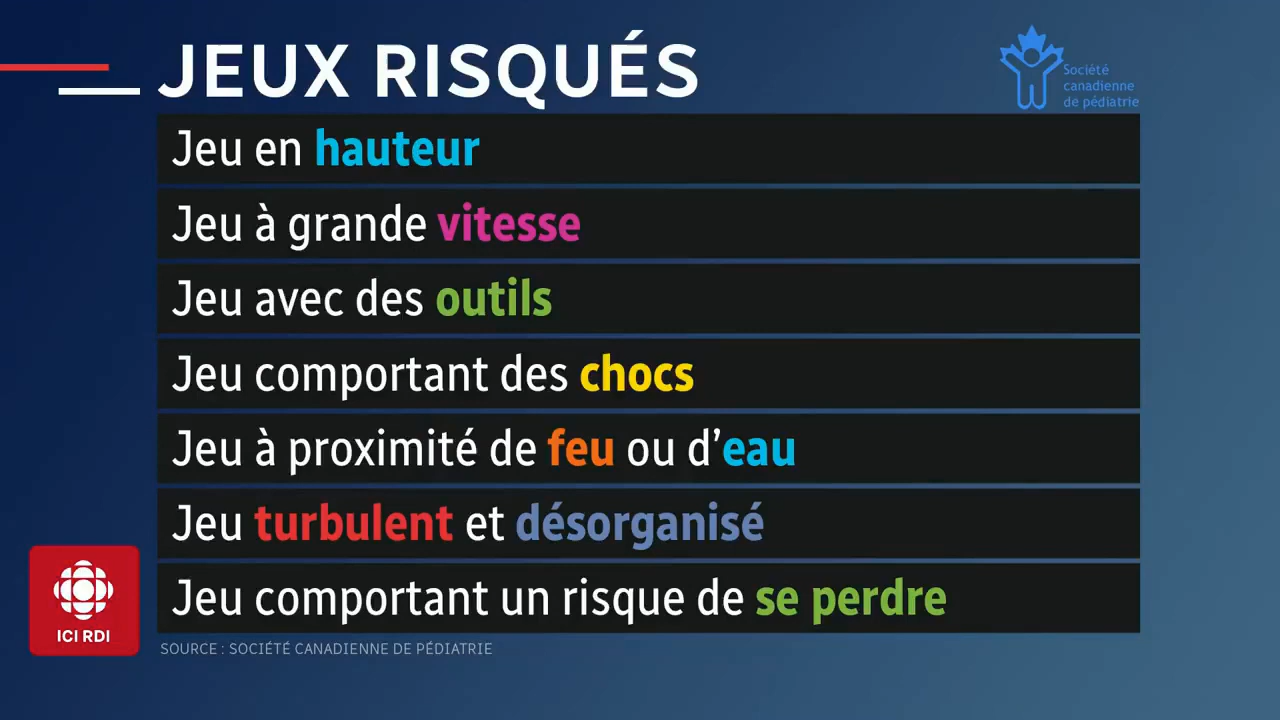 JEUX RISQUÉS
Société
canadienne
de pédiatrie
Jeu en hauteur
Jeu à grande vitesse
Jeu avec des outils
Jeu comportant des chocs
Jeu à proximité de feu ou d’eau
Jeu turbulent et désorganisé
Jeu comportant un risque de se perdre
ICI RDI
SOURCE : SOCIÉTÉ CANADIENNE DE PÉDIATRIE